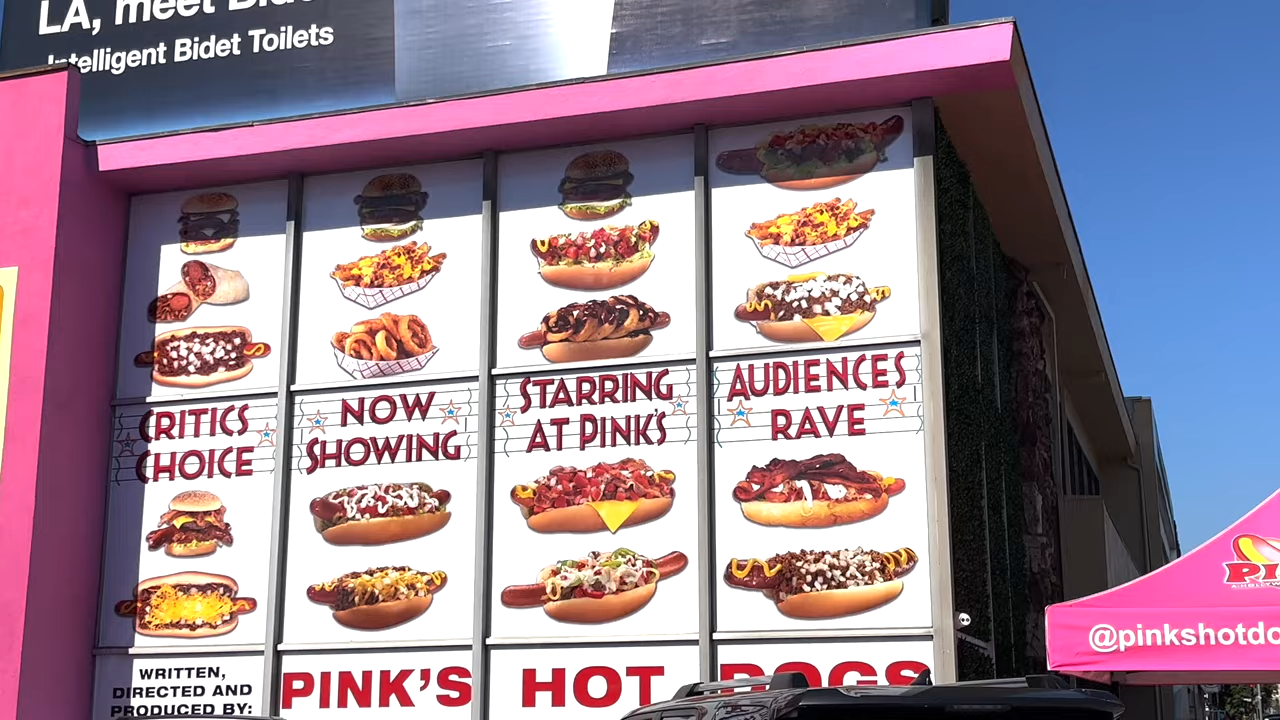 LA, meet
Intelligent Bidet Toilets
CRITICS
CHOICE
NOW
SHOWING
STARRING
AT PINK'S
AUDIENCES
RAVE
WRITTEN,
DIRECTED AND
PRODUCED BY:
PINK'S HOT DOGS
@pinkshotdo